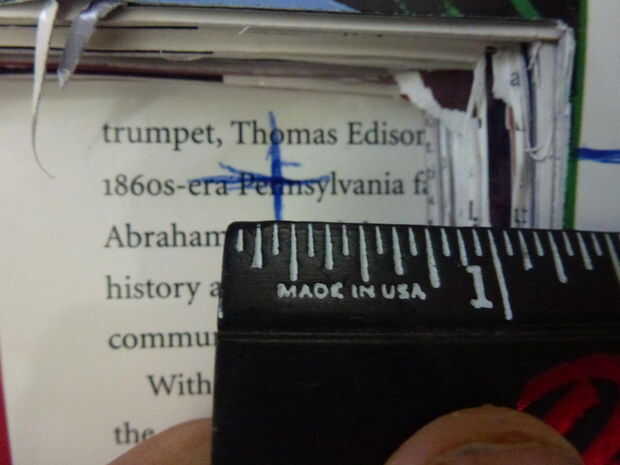 trumpet, Thomas Edison
1860s-era Pennsylvania
Abraham
history
commu
With
the
MADE IN USA
1